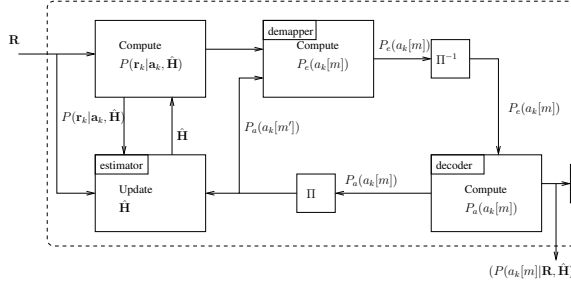 R
Compute
P(r_k|a_k, Ĥ)
demapper
Compute
P_e(a_k[m])
P_e(a_k[m])
Π⁻¹
P(r_k|a_k, Ĥ)
Ĥ
P_a(a_k[m'])
P_e(a_k[m])
estimator
Update
Ĥ
Π
P_a(a_k[m])
decoder
Compute
P_a(a_k[m])
(P(a_k[m]|R, Ĥ)